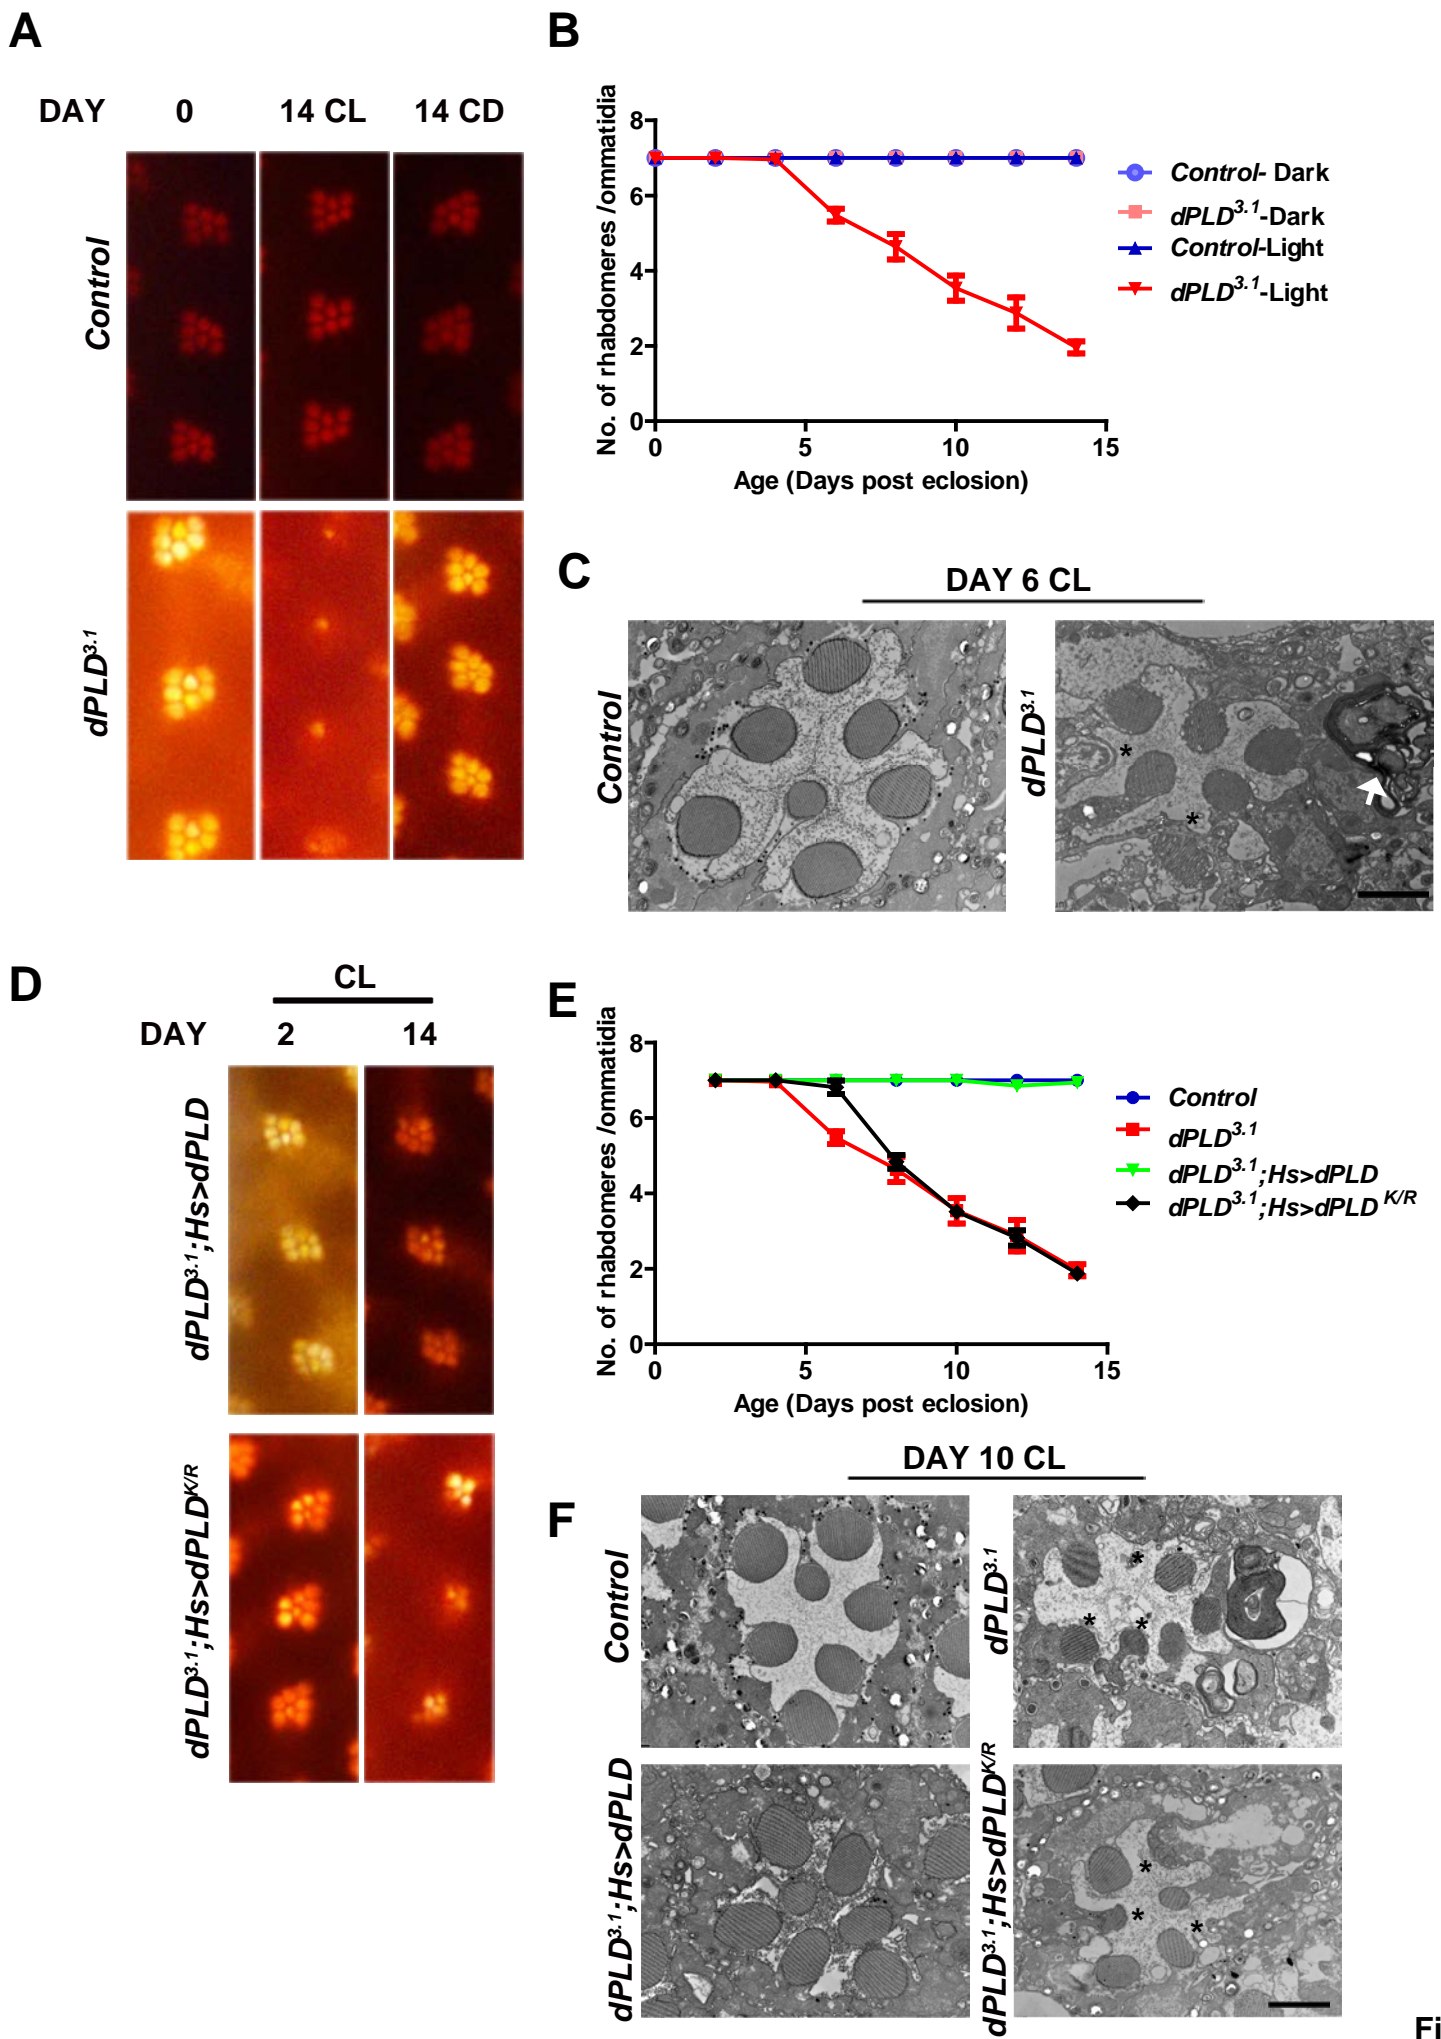 A
DAY 0 14 CL 14 CD
Control
dPLD3.1
B
No. of rhabdomeres /ommatidia
8
6
4
2
0
0 5 10 15
Age (Days post eclosion)
Control- Dark
dPLD3.1-Dark
Control-Light
dPLD3.1-Light
C
DAY 6 CL
Control
dPLD3.1
*
*
D
CL
DAY 2 14
dPLD3.1;Hs>dPLD
dPLD3.1;Hs>dPLDK/R
E
No. of rhabdomeres /ommatidia
8
6
4
2
0
0 5 10 15
Age (Days post eclosion)
Control
dPLD3.1
dPLD3.1;Hs>dPLD
dPLD3.1;Hs>dPLD K/R
F
DAY 10 CL
Control
dPLD3.1
*
* *
dPLD3.1;Hs>dPLD
dPLD3.1;Hs>dPLDK/R
*
*
*
Fi